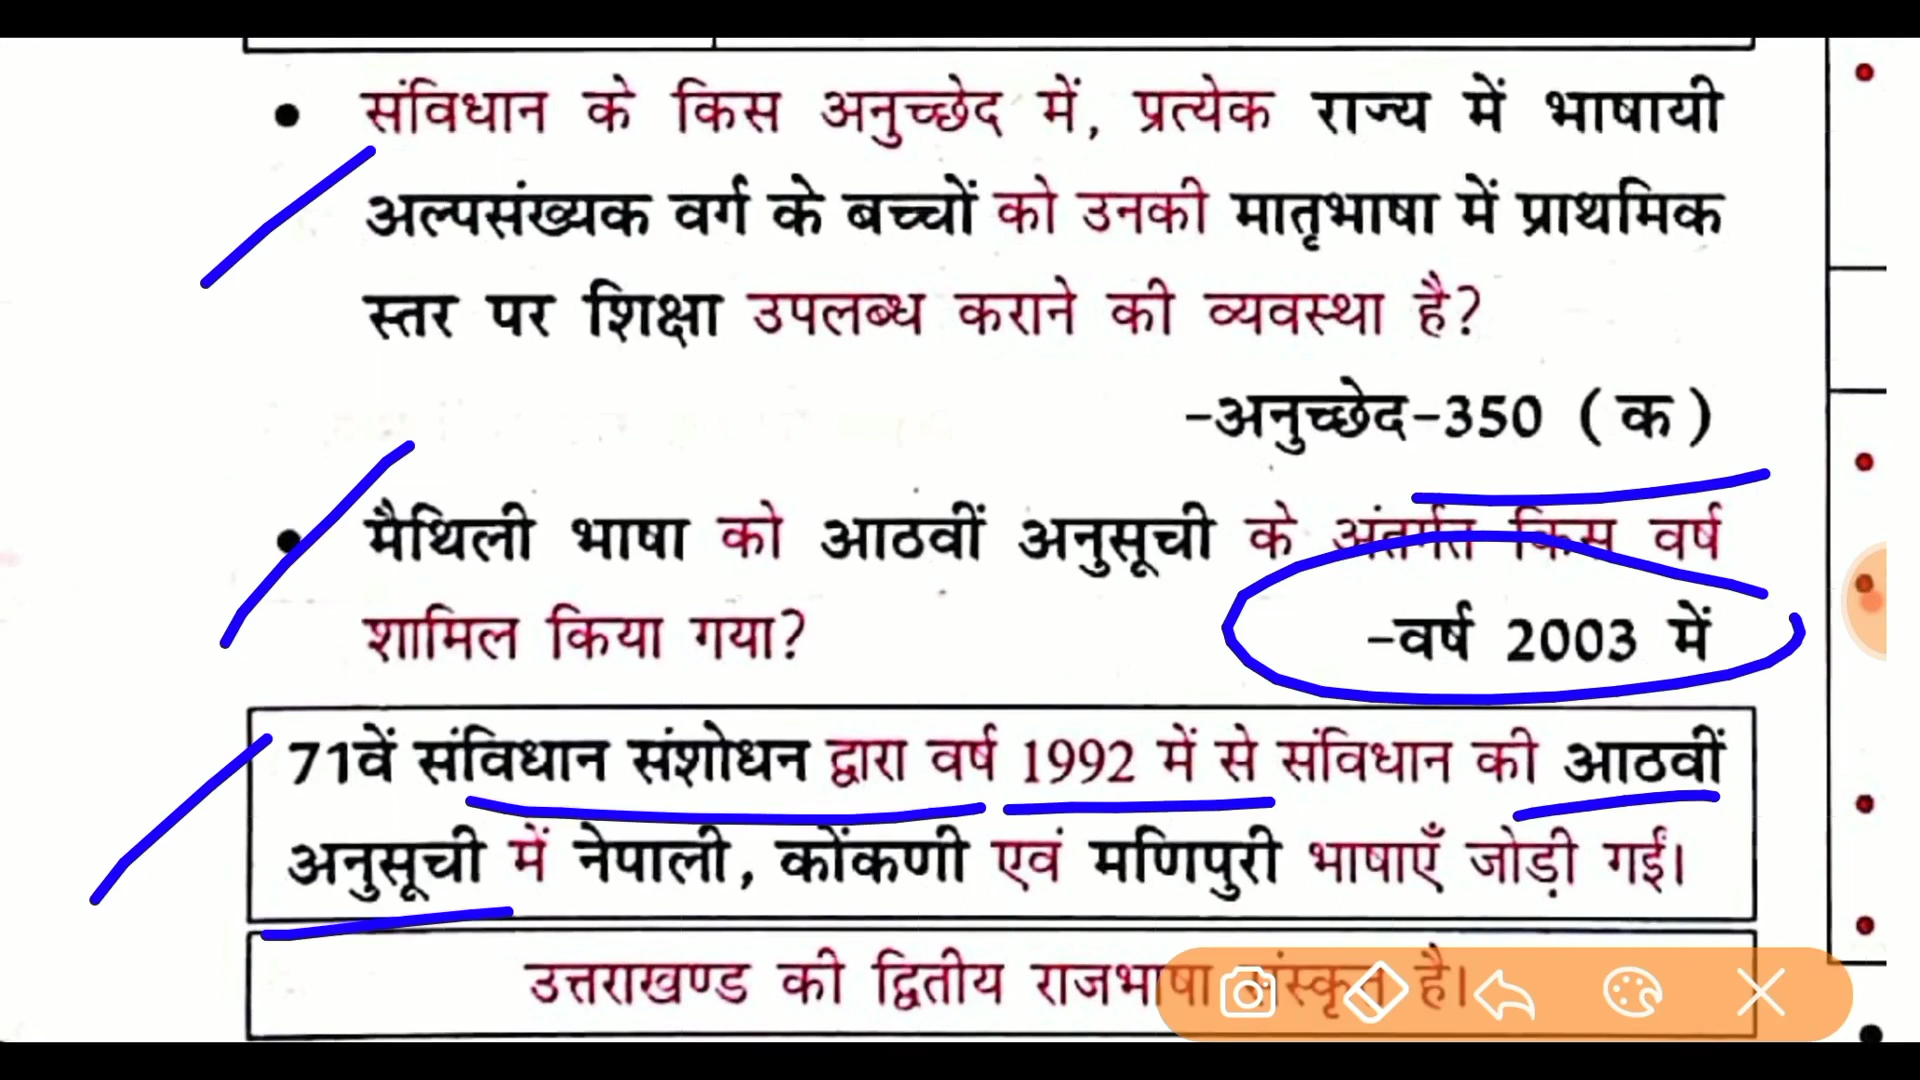 संविधान के किस अनुच्छेद में, प्रत्येक राज्य में भाषायी
अल्पसंख्यक वर्ग के बच्चों को उनकी मातृभाषा में प्राथमिक
स्तर पर शिक्षा उपलब्ध कराने की व्यवस्था है?
-अनुच्छेद-350 (क)
मैथिली भाषा को आठवीं अनुसूची के अंतर्गत किस वर्ष
शामिल किया गया?
-वर्ष 2003 में
71वें संविधान संशोधन द्वारा वर्ष 1992 में से संविधान की आठवीं
अनुसूची में नेपाली, कोंकणी एवं मणिपुरी भाषाएँ जोड़ी गईं।
उत्तराखण्ड की द्वितीय राजभाषा संस्कृत है।